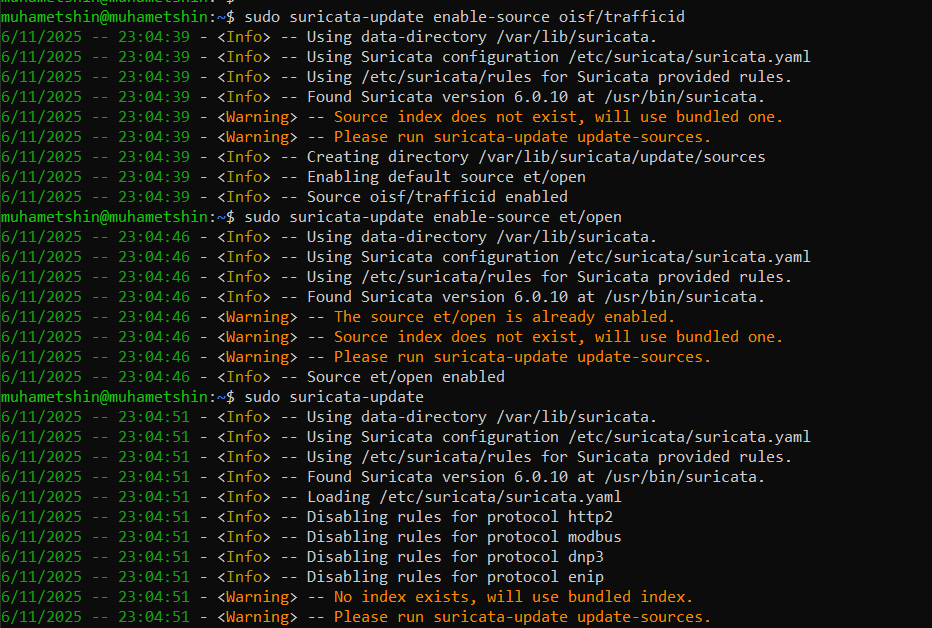 muhametshin@muhametshin:~$ sudo suricata-update enable-source oisf/trafficid
6/11/2025 -- 23:04:39 - <Info> -- Using data-directory /var/lib/suricata.
6/11/2025 -- 23:04:39 - <Info> -- Using Suricata configuration /etc/suricata/suricata.yaml
6/11/2025 -- 23:04:39 - <Info> -- Using /etc/suricata/rules for Suricata provided rules.
6/11/2025 -- 23:04:39 - <Info> -- Found Suricata version 6.0.10 at /usr/bin/suricata.
6/11/2025 -- 23:04:39 - <Warning> -- Source index does not exist, will use bundled one.
6/11/2025 -- 23:04:39 - <Warning> -- Please run suricata-update update-sources.
6/11/2025 -- 23:04:39 - <Info> -- Creating directory /var/lib/suricata/update/sources
6/11/2025 -- 23:04:39 - <Info> -- Enabling default source et/open
6/11/2025 -- 23:04:39 - <Info> -- Source oisf/trafficid enabled
muhametshin@muhametshin:~$ sudo suricata-update enable-source et/open
6/11/2025 -- 23:04:46 - <Info> -- Using data-directory /var/lib/suricata.
6/11/2025 -- 23:04:46 - <Info> -- Using Suricata configuration /etc/suricata/suricata.yaml
6/11/2025 -- 23:04:46 - <Info> -- Using /etc/suricata/rules for Suricata provided rules.
6/11/2025 -- 23:04:46 - <Info> -- Found Suricata version 6.0.10 at /usr/bin/suricata.
6/11/2025 -- 23:04:46 - <Warning> -- The source et/open is already enabled.
6/11/2025 -- 23:04:46 - <Warning> -- Source index does not exist, will use bundled one.
6/11/2025 -- 23:04:46 - <Warning> -- Please run suricata-update update-sources.
6/11/2025 -- 23:04:46 - <Info> -- Source et/open enabled
muhametshin@muhametshin:~$ sudo suricata-update
6/11/2025 -- 23:04:51 - <Info> -- Using data-directory /var/lib/suricata.
6/11/2025 -- 23:04:51 - <Info> -- Using Suricata configuration /etc/suricata/suricata.yaml
6/11/2025 -- 23:04:51 - <Info> -- Using /etc/suricata/rules for Suricata provided rules.
6/11/2025 -- 23:04:51 - <Info> -- Found Suricata version 6.0.10 at /usr/bin/suricata.
6/11/2025 -- 23:04:51 - <Info> -- Loading /etc/suricata/suricata.yaml
6/11/2025 -- 23:04:51 - <Info> -- Disabling rules for protocol http2
6/11/2025 -- 23:04:51 - <Info> -- Disabling rules for protocol modbus
6/11/2025 -- 23:04:51 - <Info> -- Disabling rules for protocol dnp3
6/11/2025 -- 23:04:51 - <Info> -- Disabling rules for protocol enip
6/11/2025 -- 23:04:51 - <Warning> -- No index exists, will use bundled index.
6/11/2025 -- 23:04:51 - <Warning> -- Please run suricata-update update-sources.